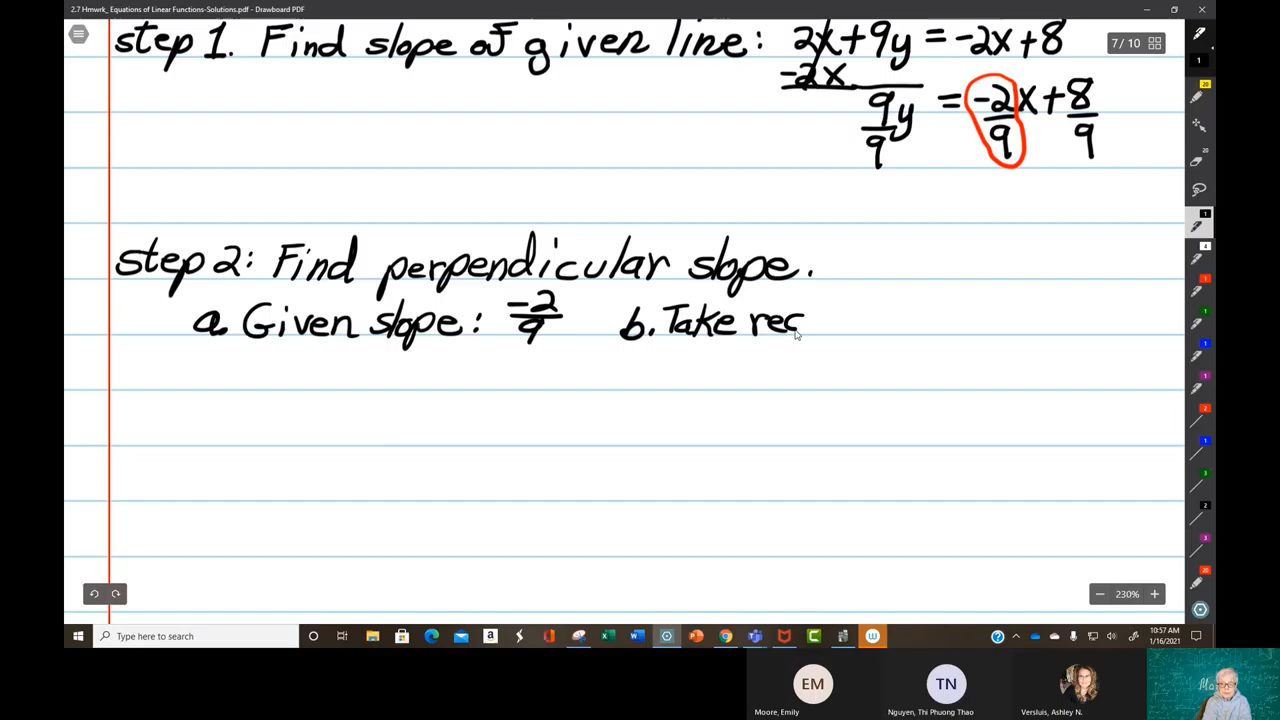 2.7 Hmwrk_ Equations of Linear Functions-Solutions.pdf - Drawboard PDF
step 1. Find slope of given line: 2x+9y = -2x+8
7 / 10
-2x
9y/9 = -2/9 x + 8/9
step 2: Find perpendicular slope.
a. Given slope: -2/9 b. Take rec
230%
Type here to search
10:57 AM
1/16/2021
EM
TN
Moore, Emily
Nguyen, Thi Phuong Thao
Versluis, Ashley N.